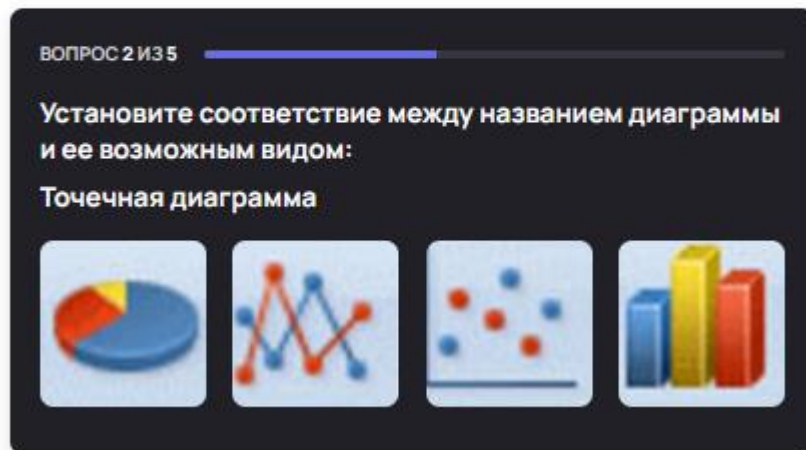 ВОПРОС 2 ИЗ 5
Установите соответствие между названием диаграммы
и ее возможным видом:
Точечная диаграмма